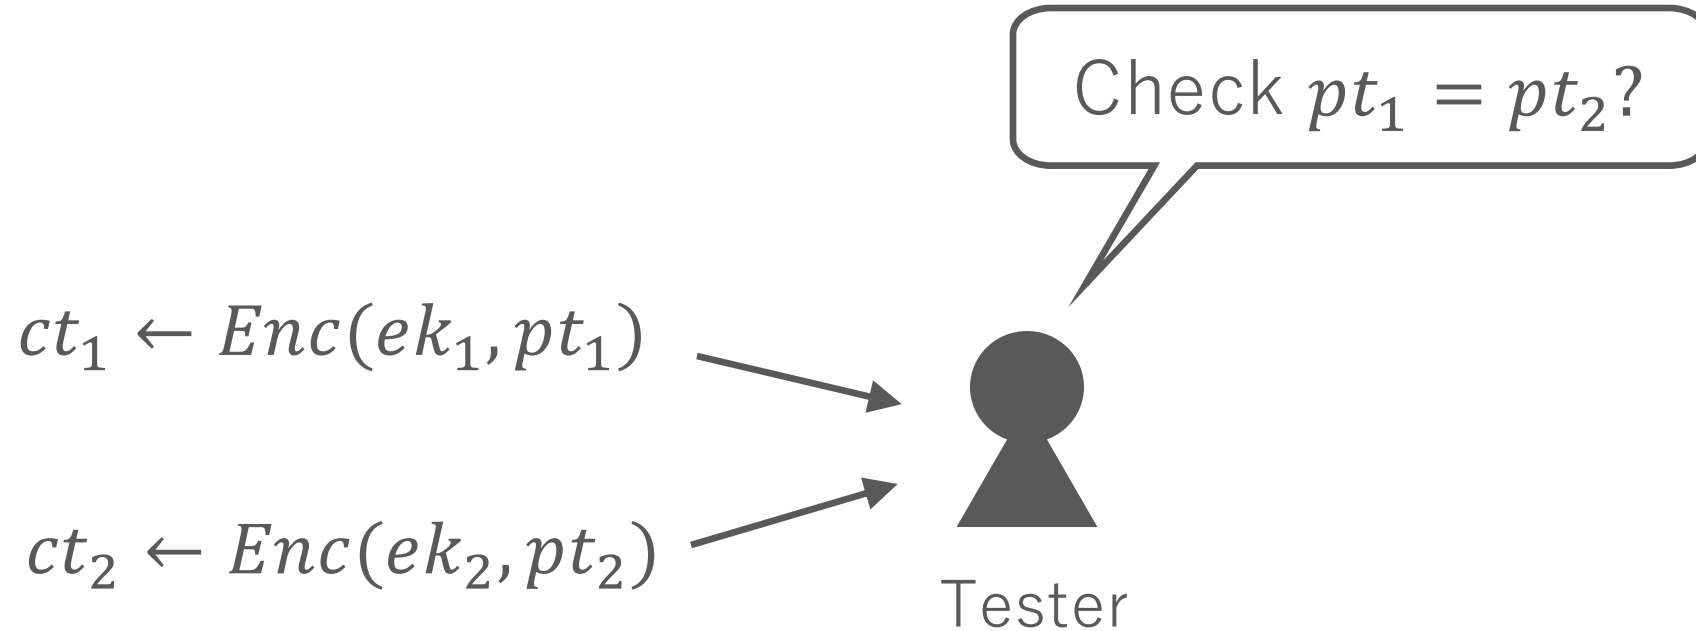 Check 𝑝𝑡₁ = 𝑝𝑡₂?
𝑐𝑡₁ ← 𝐸𝑛𝑐(𝑒𝑘₁, 𝑝𝑡₁)
𝑐𝑡₂ ← 𝐸𝑛𝑐(𝑒𝑘₂, 𝑝𝑡₂)
Tester